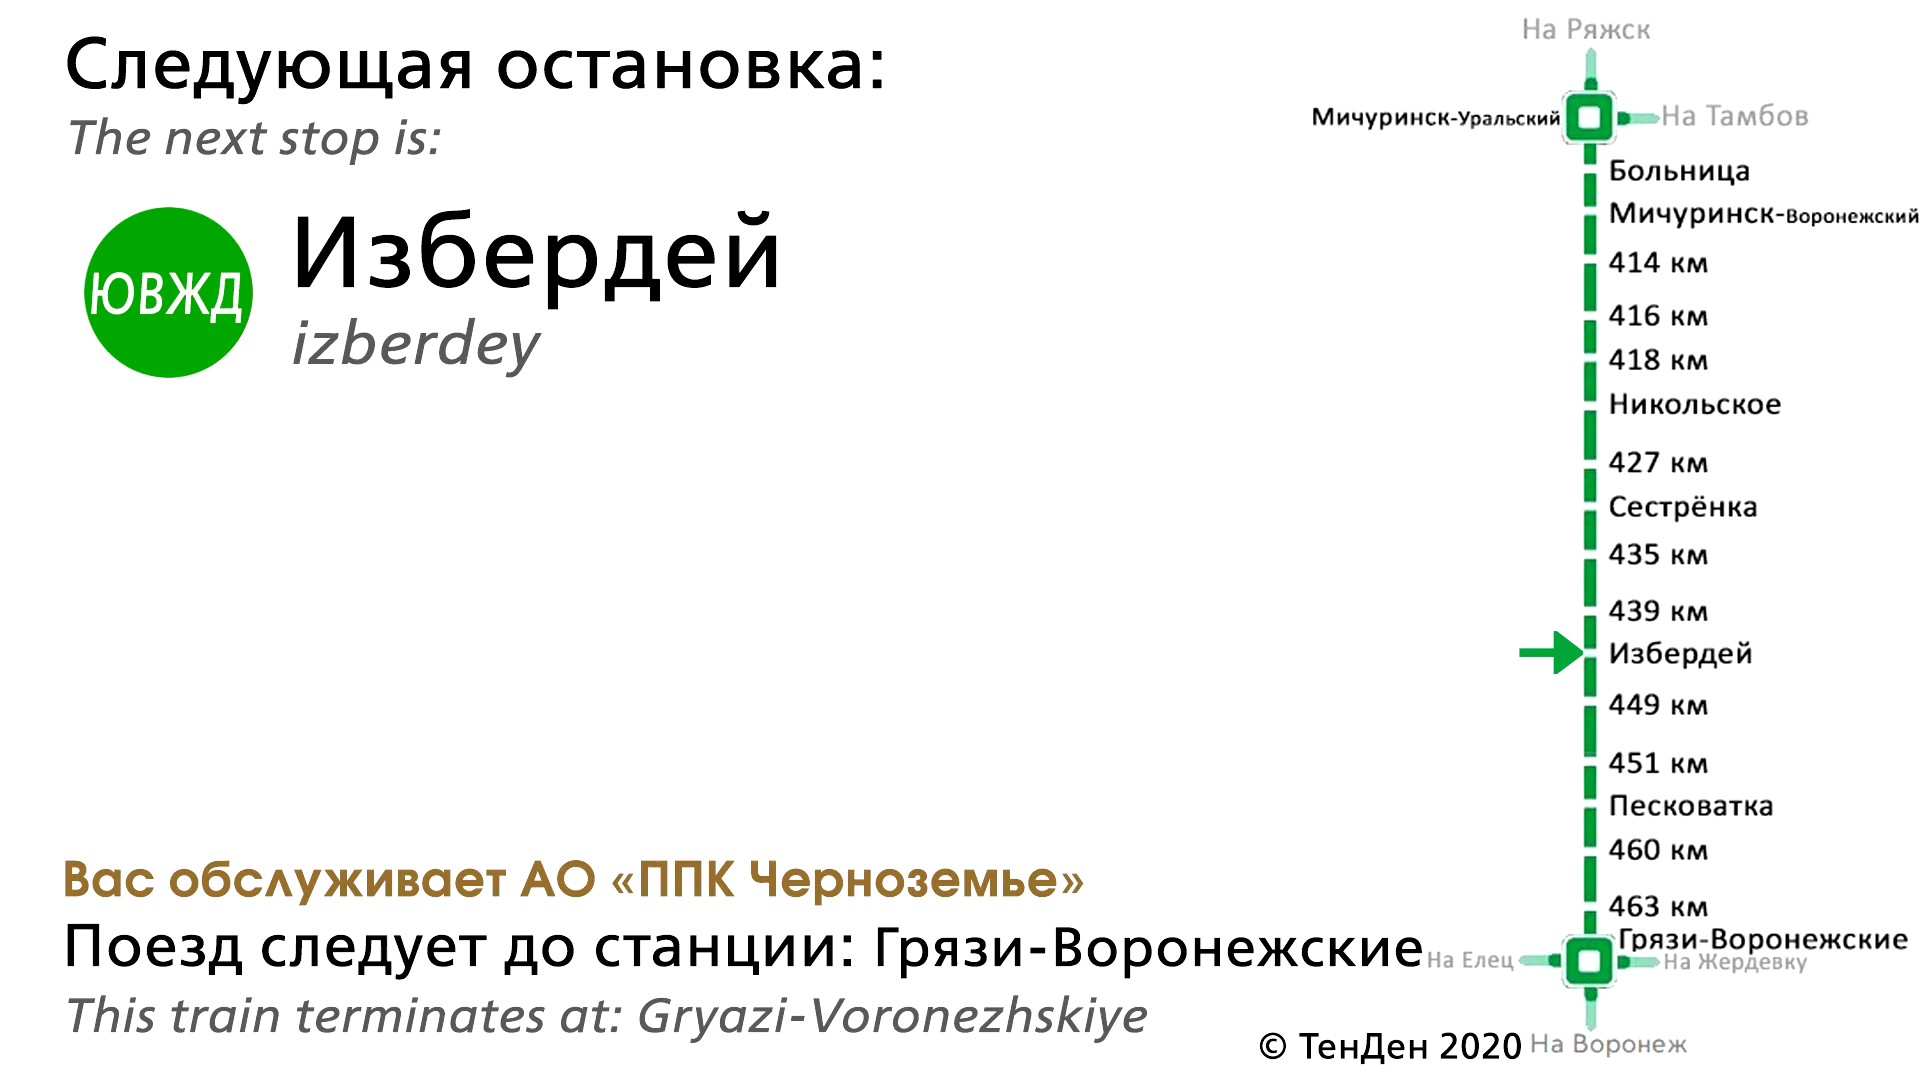 Следующая остановка:
The next stop is:
ЮВЖД
Избердей
izberdey
Вас обслуживает АО «ППК Черноземье»
Поезд следует до станции: Грязи-Воронежские
This train terminates at: Gryazi-Voronezhskiye
© ТенДен 2020
На Ряжск
Мичуринск-Уральский
На Тамбов
Больница
Мичуринск-Воронежский
414 км
416 км
418 км
Никольское
427 км
Сестрёнка
435 км
439 км
Избердей
449 км
451 км
Песковатка
460 км
463 км
Грязи-Воронежские
На Елец
На Жердевку
На Воронеж